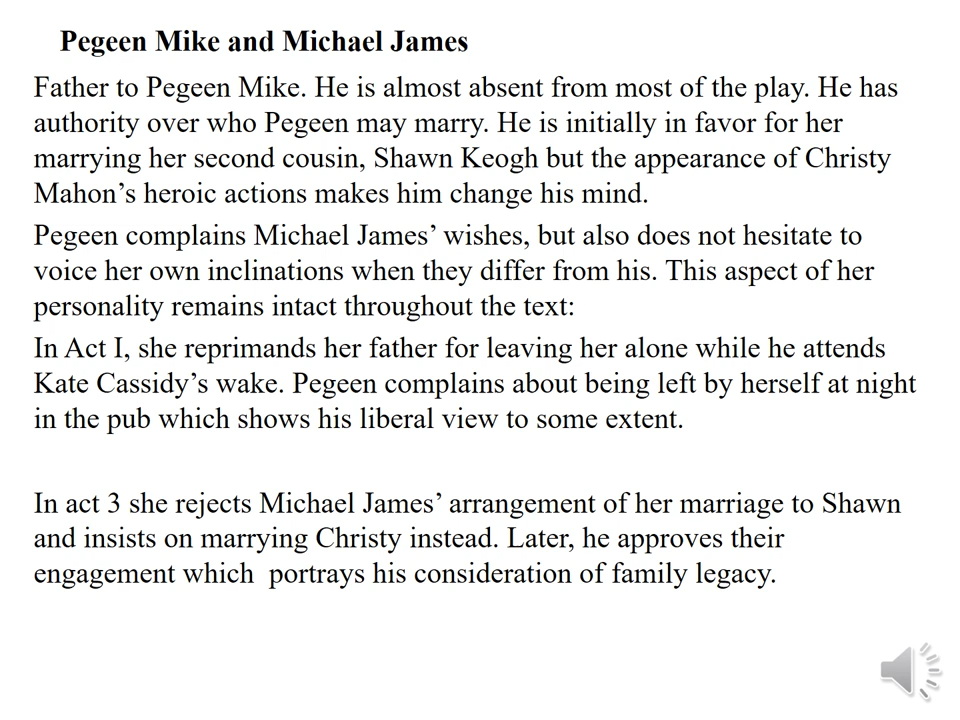 Pegeen Mike and Michael James
Father to Pegeen Mike. He is almost absent from most of the play. He has
authority over who Pegeen may marry. He is initially in favor for her
marrying her second cousin, Shawn Keogh but the appearance of Christy
Mahon’s heroic actions makes him change his mind.
Pegeen complains Michael James’ wishes, but also does not hesitate to
voice her own inclinations when they differ from his. This aspect of her
personality remains intact throughout the text:
In Act I, she reprimands her father for leaving her alone while he attends
Kate Cassidy’s wake. Pegeen complains about being left by herself at night
in the pub which shows his liberal view to some extent.
In act 3 she rejects Michael James’ arrangement of her marriage to Shawn
and insists on marrying Christy instead. Later, he approves their
engagement which  portrays his consideration of family legacy.